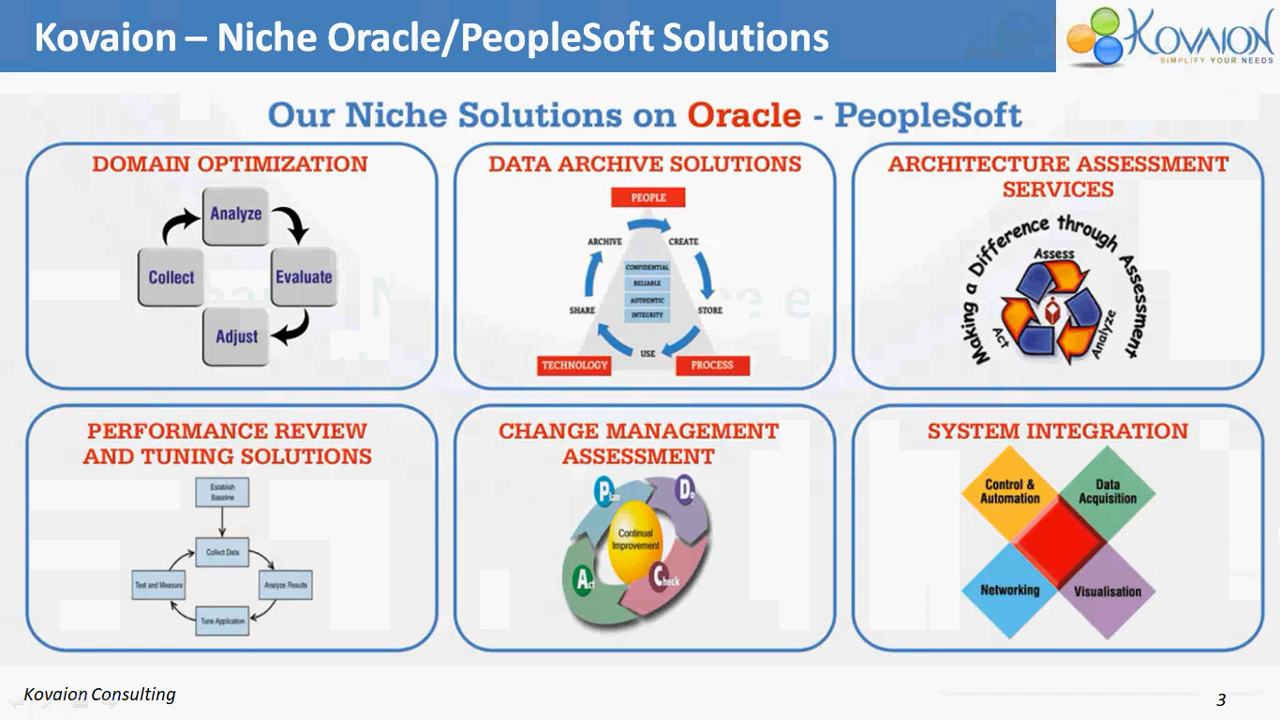 Kovaion – Niche Oracle/PeopleSoft Solutions
KOVAION
SIMPLIFY YOUR NEEDS
Our Niche Solutions on Oracle - PeopleSoft
DOMAIN OPTIMIZATION
Analyze
Collect
Evaluate
Adjust
DATA ARCHIVE SOLUTIONS
PEOPLE
ARCHIVE
CREATE
CONFIDENTIAL
RELIABLE
AUTHENTIC
INTEGRITY
SHARE
STORE
USE
TECHNOLOGY
PROCESS
ARCHITECTURE ASSESSMENT
SERVICES
Making a Difference through Assessment
Assess
Act
Analyze
PERFORMANCE REVIEW
AND TUNING SOLUTIONS
Establish
Baseline
Collect Data
Test and Measure
Analyze Results
Tune Application
CHANGE MANAGEMENT
ASSESSMENT
Plan
Do
Continual
Improvement
Act
Check
SYSTEM INTEGRATION
Control &
Automation
Data
Acquisition
Networking
Visualisation
Kovaion Consulting
3